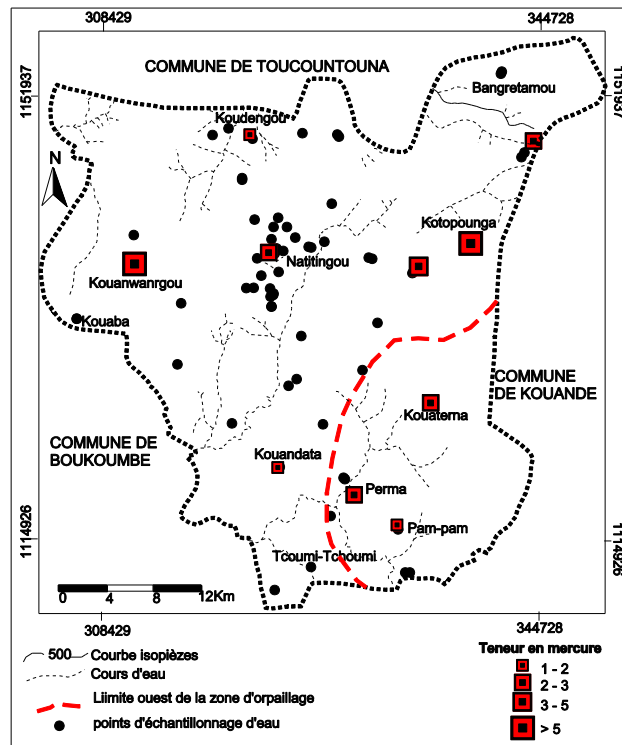 308429
344728
1151937
1151937
COMMUNE DE TOUCOUNTOUNA
Bangretamou
Koudengou
N
Kotopounga
Natitingou
Kouanwanrgou
Kouaba
COMMUNE
DE KOUANDE
Kouaterna
COMMUNE DE
BOUKOUMBE
Kouandata
Perma
Pam-pam
Tcoumi-Tchoumi
1114926
1114926
0 4 8 12Km
308429
344728
500 Courbe isopièzes
Cours d'eau
Liimite ouest de la zone d'orpaillage
points d'échantillonnage d'eau
Teneur en mercure
1 - 2
2 - 3
3 - 5
> 5